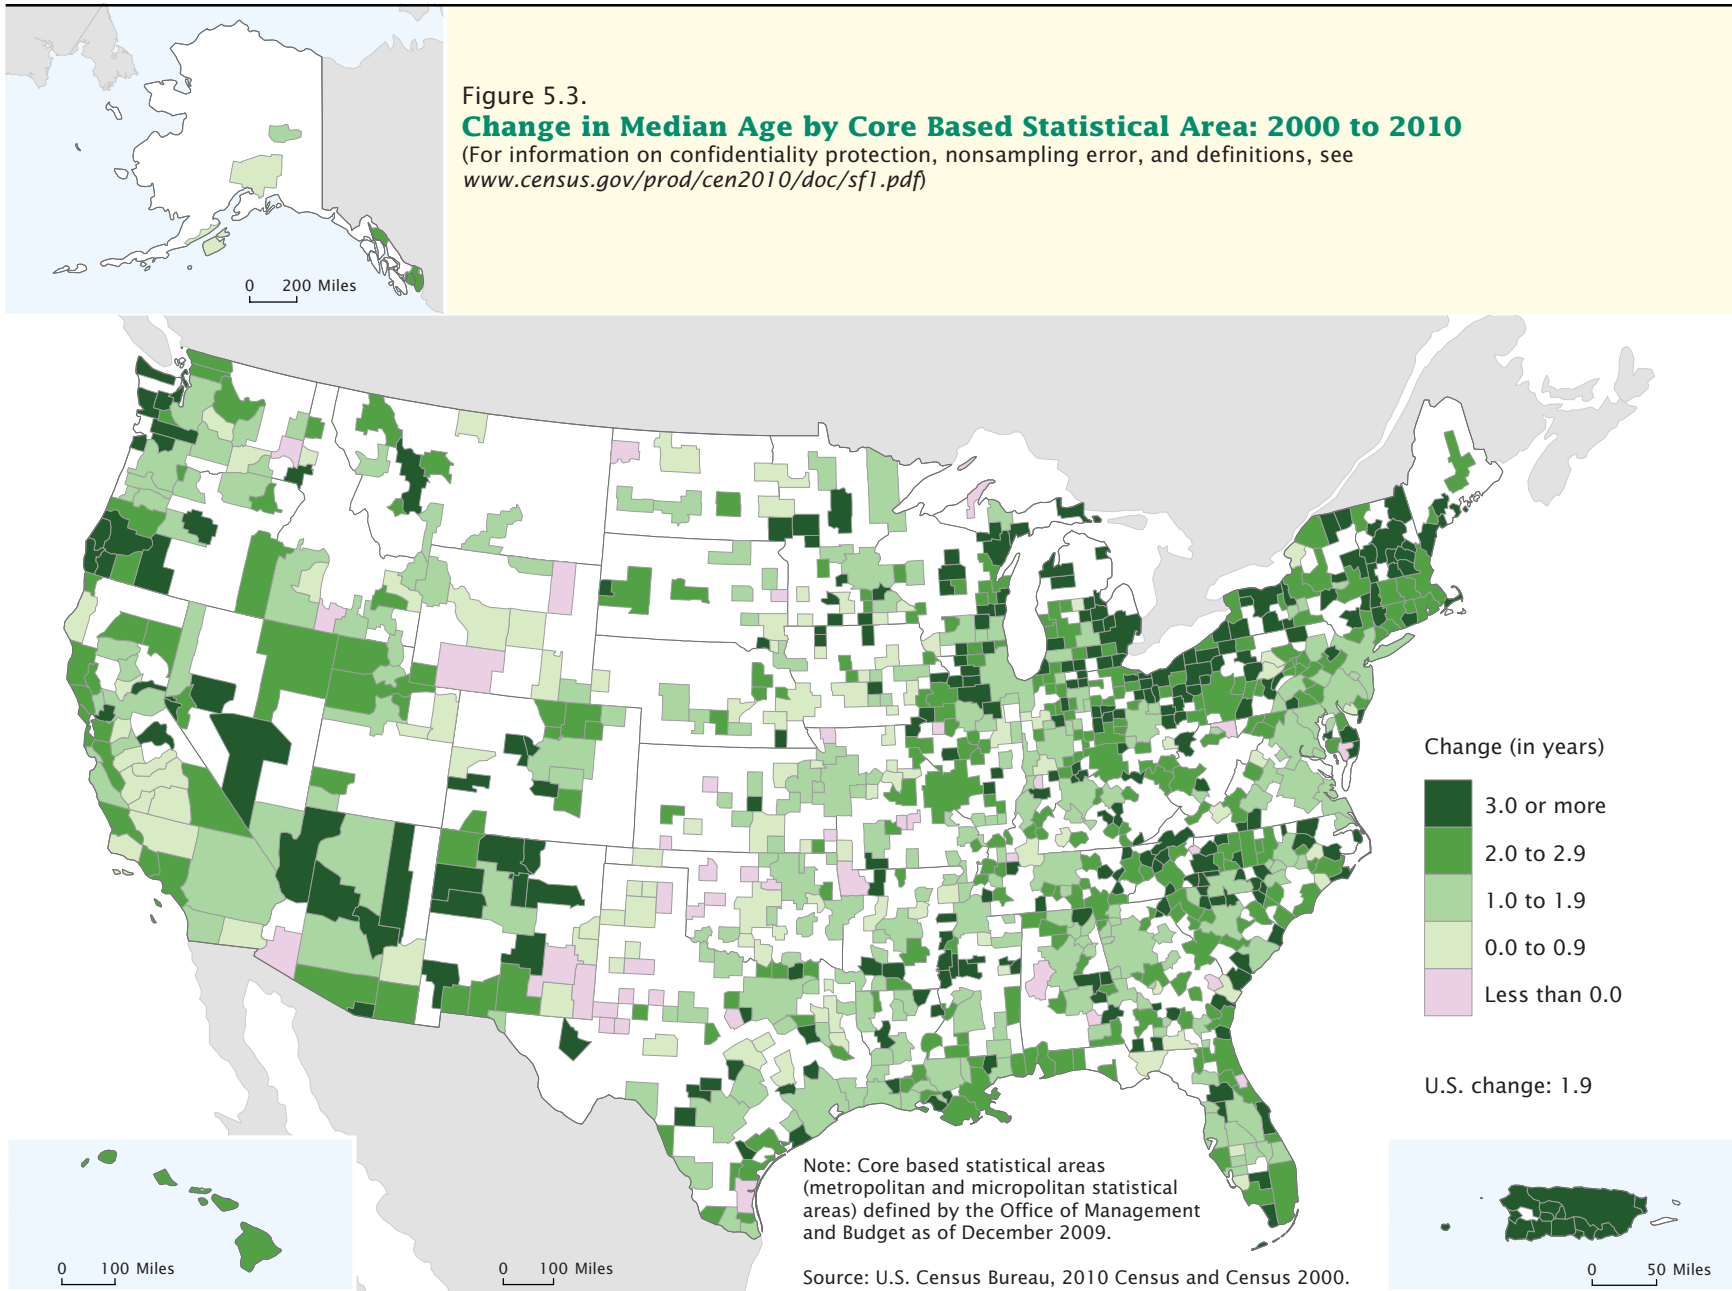 Figure 5.3.
Change in Median Age by Core Based Statistical Area: 2000 to 2010
(For information on confidentiality protection, nonsampling error, and definitions, see
www.census.gov/prod/cen2010/doc/sf1.pdf)
0 200 Miles
Change (in years)
3.0 or more
2.0 to 2.9
1.0 to 1.9
0.0 to 0.9
Less than 0.0
U.S. change: 1.9
Note: Core based statistical areas
(metropolitan and micropolitan statistical
areas) defined by the Office of Management
and Budget as of December 2009.
Source: U.S. Census Bureau, 2010 Census and Census 2000.
0 100 Miles
0 100 Miles
0 50 Miles